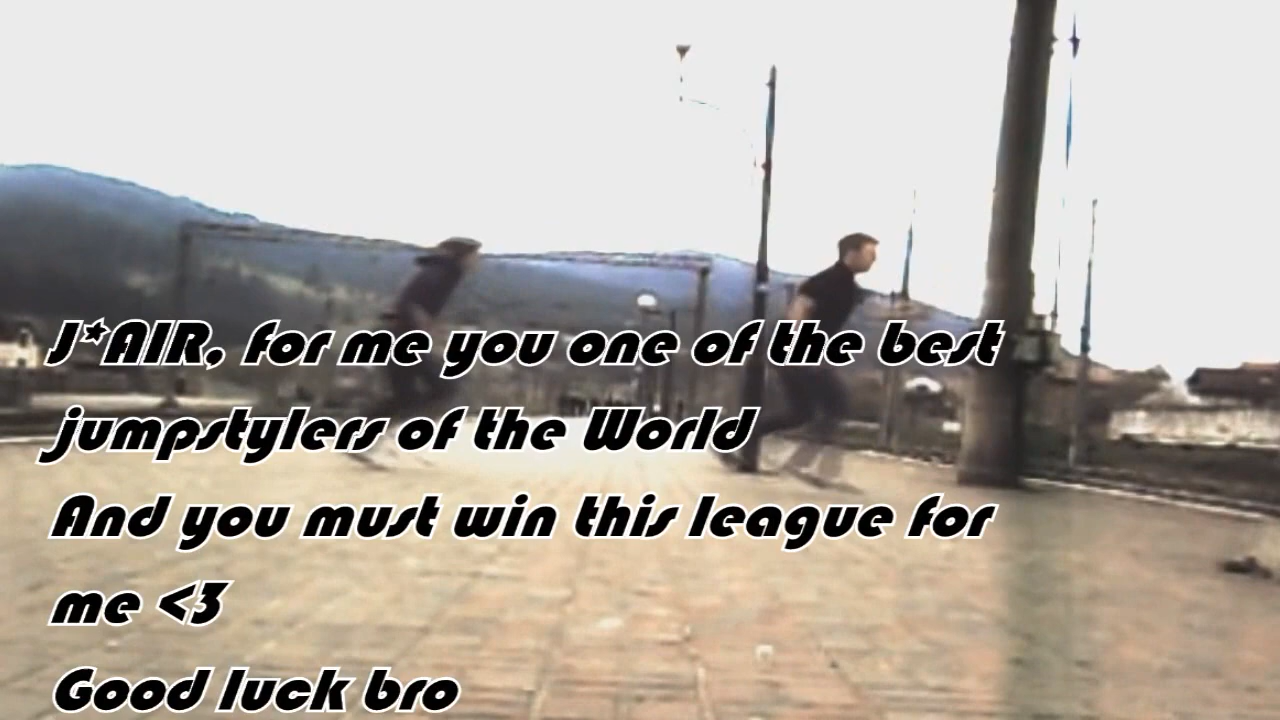 J*AIR, for me you one of the best
jumpstylers of the World
And you must win this league for
me <3
Good luck bro